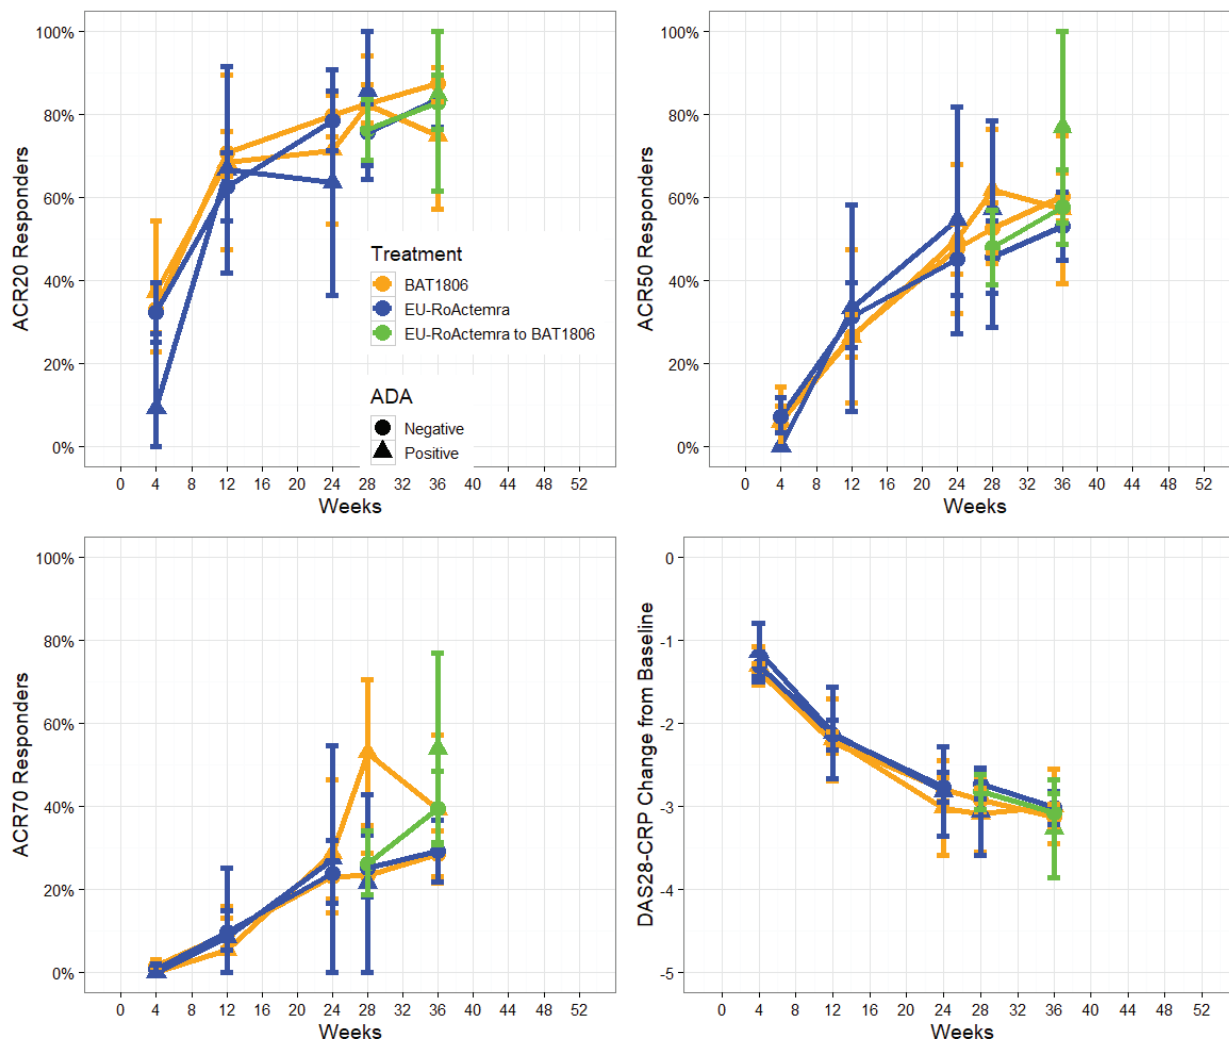 ACR20 Responders
100%
80%
60%
40%
20%
0%
0 4 12 16 20 24 28 32 36 40 44 48 52
Weeks
Treatment
BAT1806
EU-RoActemra
EU-RoActemra to BAT1806
ADA
Negative
Positive
ACR50 Responders
100%
80%
60%
40%
20%
0%
0 4 12 16 20 24 28 32 36 40 44 48 52
Weeks
ACR70 Responders
100%
80%
60%
40%
20%
0%
0 4 12 16 20 24 28 32 36 40 44 48 52
Weeks
DAS28-CRP Change from Baseline
0
-1
-2
-3
-4
-5
0 4 12 16 20 24 28 32 36 40 44 48 52
Weeks